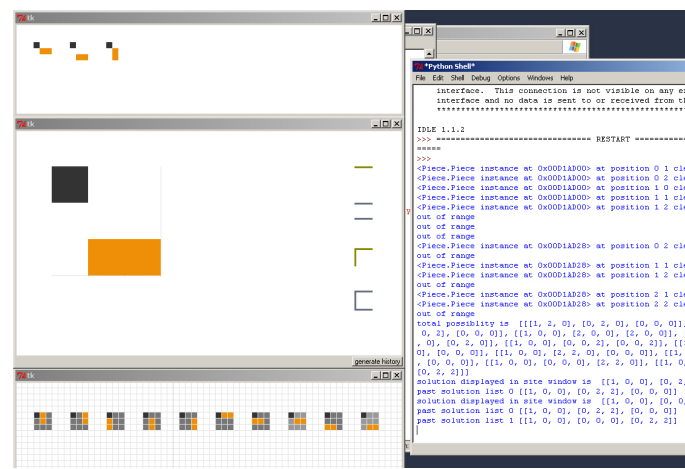 tk
tk
generate history
tk
*Python Shell*
File Edit Shell Debug Options Windows Help
interface. This connection is not visible on any
interface and no data is sent to or received from
****************************************************
IDLE 1.1.2
>>> ================================ RESTART ===========
=====
>>>
<Piece.Piece instance at 0x00D1AD00> at position 0 1 cle
<Piece.Piece instance at 0x00D1AD00> at position 0 2 cle
<Piece.Piece instance at 0x00D1AD00> at position 1 0 cle
<Piece.Piece instance at 0x00D1AD00> at position 1 1 cle
<Piece.Piece instance at 0x00D1AD00> at position 1 2 cle
out of range
out of range
out of range
<Piece.Piece instance at 0x00D1AD28> at position 0 2 cle
out of range
<Piece.Piece instance at 0x00D1AD28> at position 1 1 cle
<Piece.Piece instance at 0x00D1AD28> at position 1 2 cle
out of range
<Piece.Piece instance at 0x00D1AD28> at position 2 1 cle
<Piece.Piece instance at 0x00D1AD28> at position 2 2 cle
out of range
total possiblity is [[[1, 2, 0], [0, 2, 0], [0, 0, 0]],
0, 2], [0, 0, 0]], [[1, 0, 0], [2, 0, 0], [2, 0, 0]],
, 0], [0, 2, 0]], [[1, 0, 0], [0, 0, 2], [0, 0, 2]], [[1
0], [0, 0, 0]], [[1, 0, 0], [2, 2, 0], [0, 0, 0]], [[1,
, [0, 0, 0]], [[1, 0, 0], [0, 0, 0], [2, 2, 0]], [[1, 0,
[0, 2, 2]]]
solution displayed in site window is [[1, 0, 0], [0, 2,
past solution list 0 [[1, 0, 0], [0, 2, 2], [0, 0, 0]]
solution displayed in site window is [[1, 0, 0], [0, 0,
past solution list 0 [[1, 0, 0], [0, 2, 2], [0, 0, 0]]
past solution list 1 [[1, 0, 0], [0, 0, 0], [0, 2, 2]]